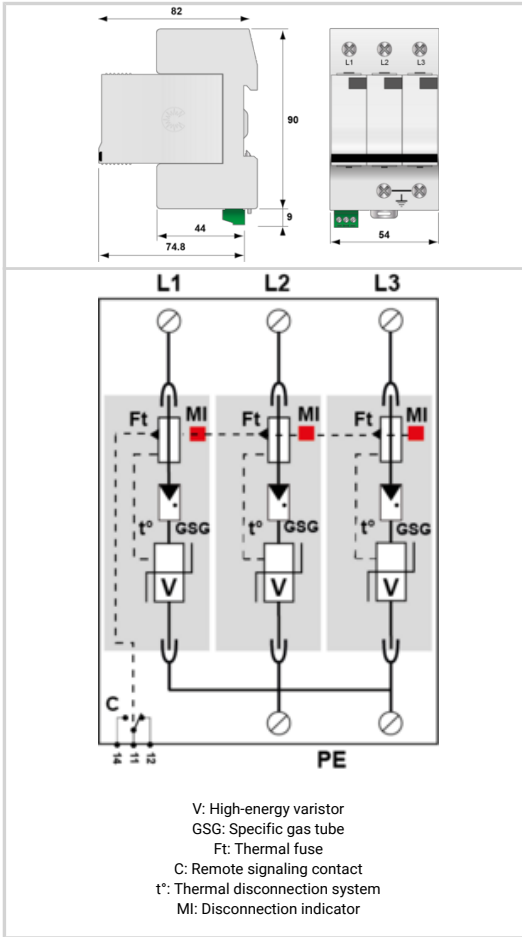 82
L1 L2 L3
90
9
44
54
74.8
L1 L2 L3
Ft MI Ft MI Ft MI
t° GSG t° GSG t° GSG
V V V
C
14 11 12
PE
V: High-energy varistor
GSG: Specific gas tube
Ft: Thermal fuse
C: Remote signaling contact
t°: Thermal disconnection system
MI: Disconnection indicator